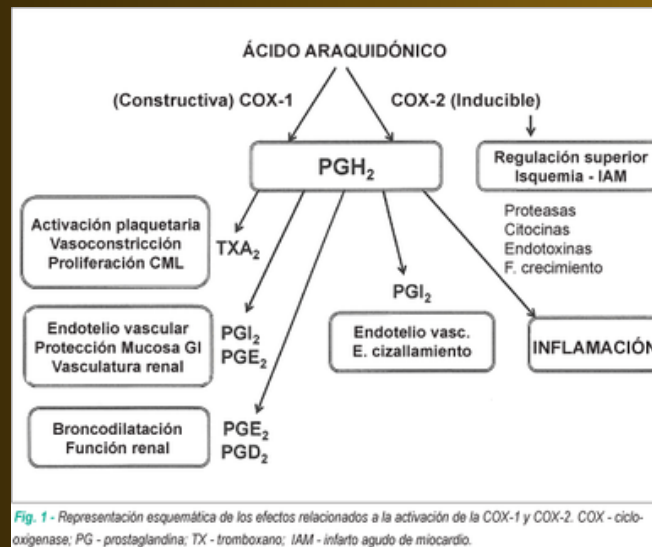 ÁCIDO ARAQUIDÓNICO
(Constructiva) COX-1
COX-2 (Inducible)
PGH₂
Regulación superior
Isquemia - IAM
Proteasas
Citocinas
Endotoxinas
F. crecimiento
Activación plaquetaria
Vasoconstricción
Proliferación CML
TXA₂
Endotelio vascular
Protección Mucosa GI
Vasculatura renal
PGI₂
PGE₂
Broncodilatación
Función renal
PGE₂
PGD₂
PGI₂
Endotelio vasc.
E. cizallamiento
INFLAMACIÓN
Fig. 1 - Representación esquemática de los efectos relacionados a la activación de la COX-1 y COX-2. COX - ciclo-
oxigenase; PG - prostaglandina; TX - tromboxano; IAM - infarto agudo de miocardio.